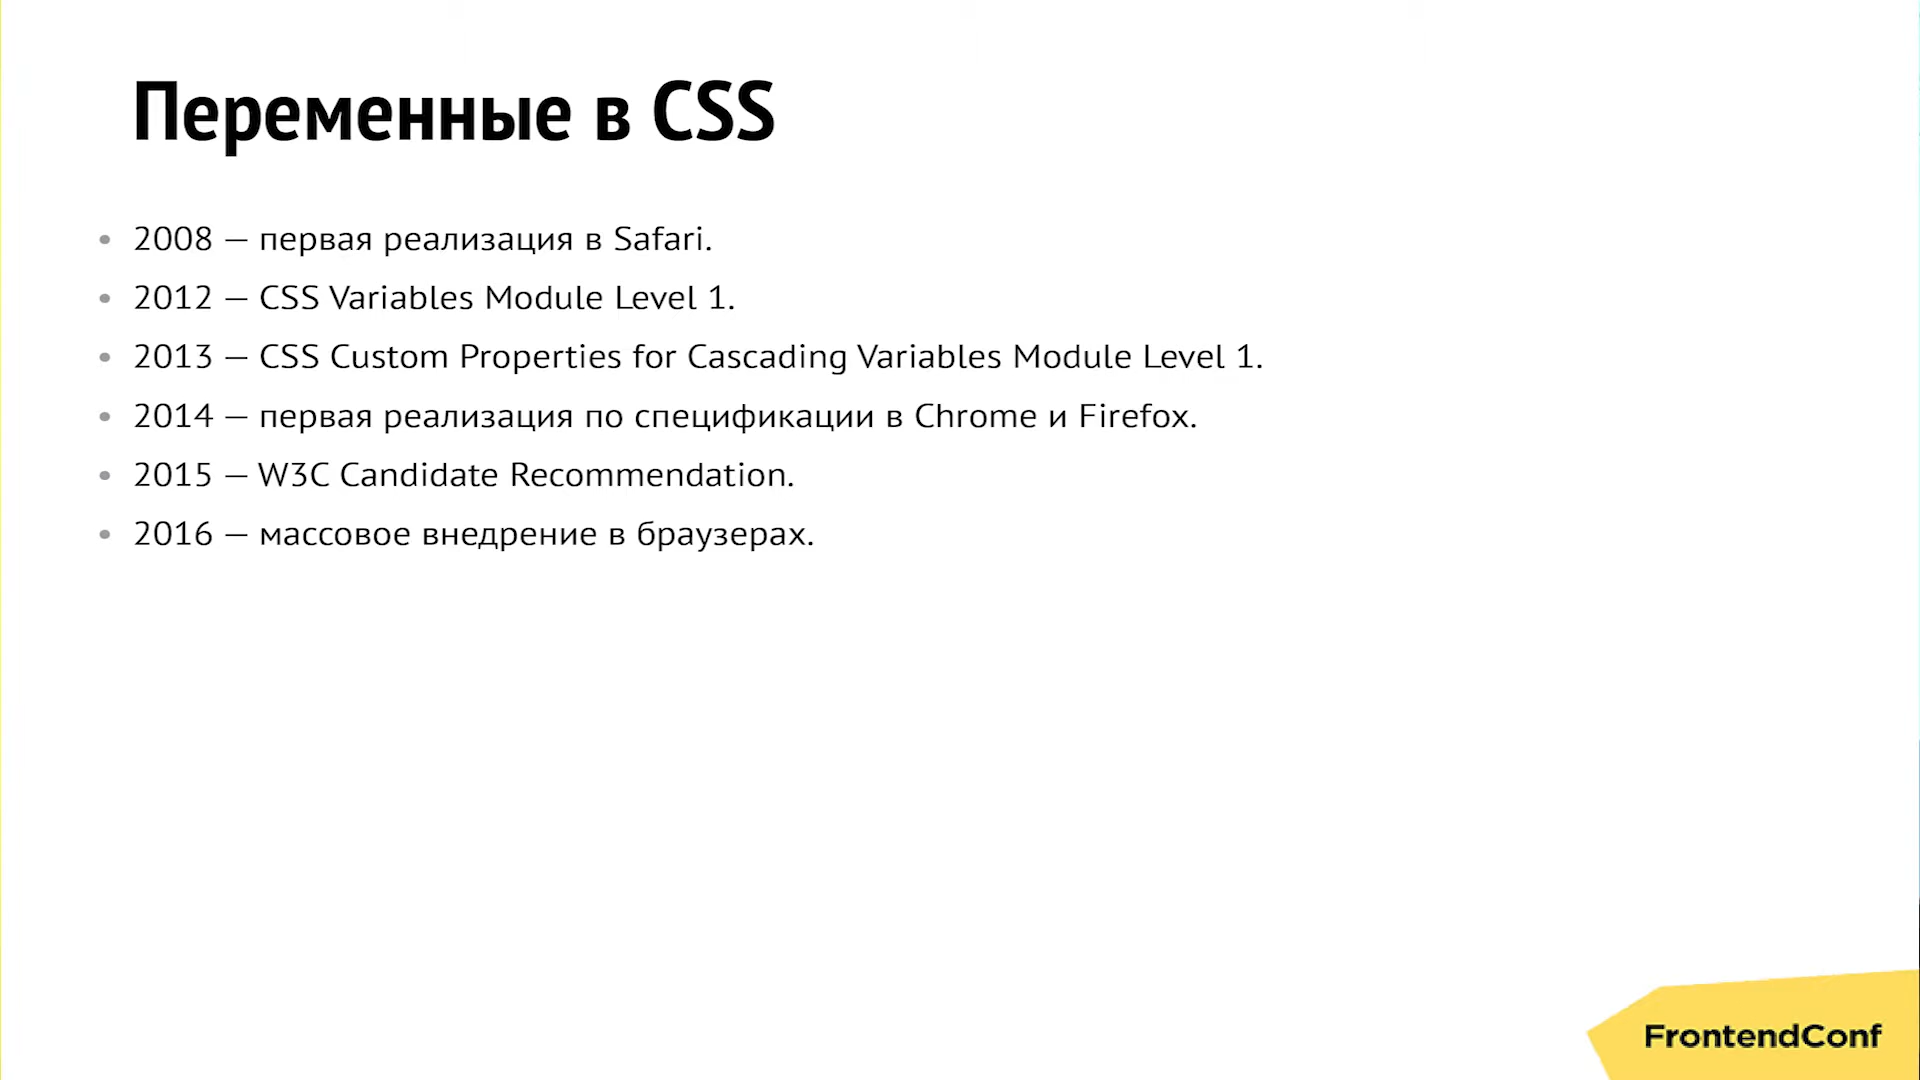 Переменные в CSS
• 2008 — первая реализация в Safari.
• 2012 — CSS Variables Module Level 1.
• 2013 — CSS Custom Properties for Cascading Variables Module Level 1.
• 2014 — первая реализация по спецификации в Chrome и Firefox.
• 2015 — W3C Candidate Recommendation.
• 2016 — массовое внедрение в браузерах.
FrontendConf